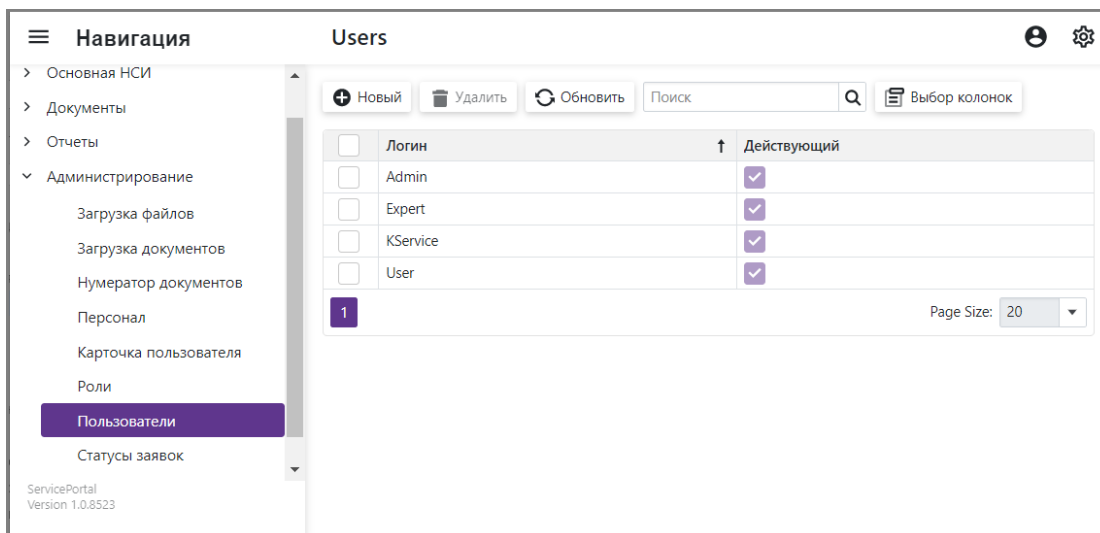 Навигация
Users
Основная НСИ
Документы
Отчеты
Администрирование
Загрузка файлов
Загрузка документов
Нумератор документов
Персонал
Карточка пользователя
Роли
Пользователи
Статусы заявок
ServicePortal
Version 1.0.8523
Новый Удалить Обновить Поиск Выбор колонок
Логин Действующий
Admin
Expert
KService
User
1 Page Size: 20